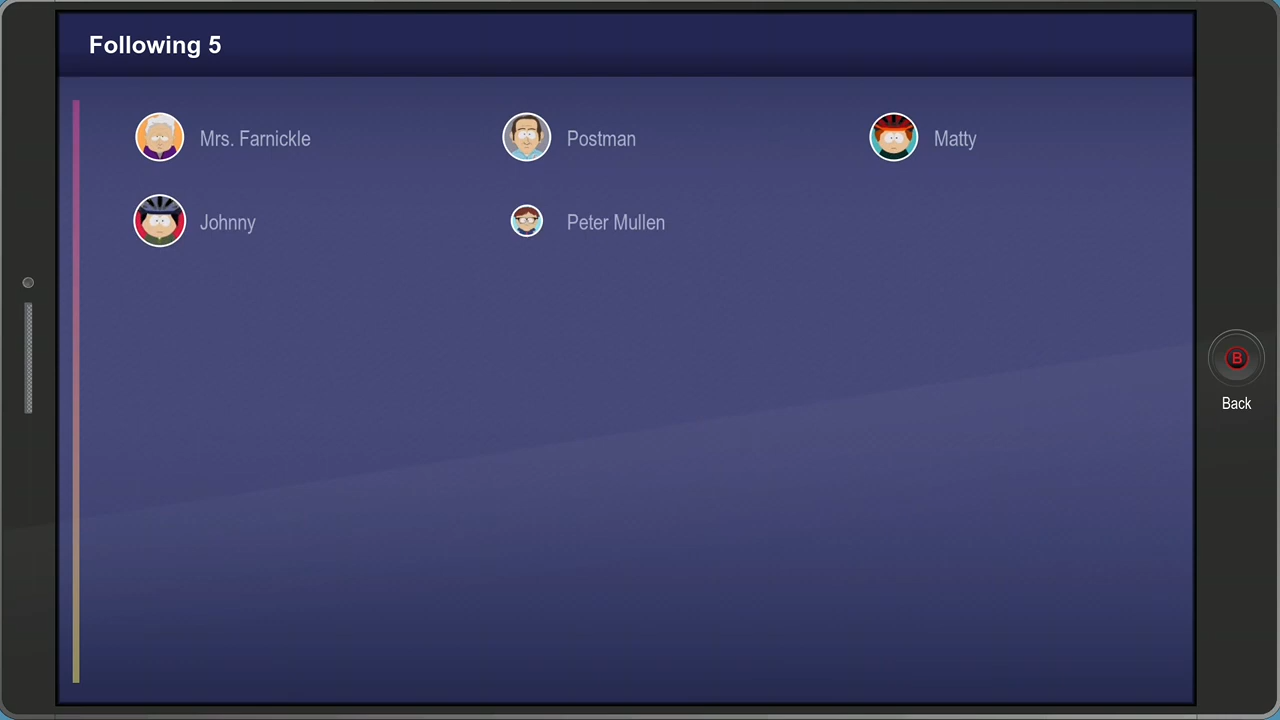 Following 5
Mrs. Farnickle
Postman
Matty
Johnny
Peter Mullen
B
Back